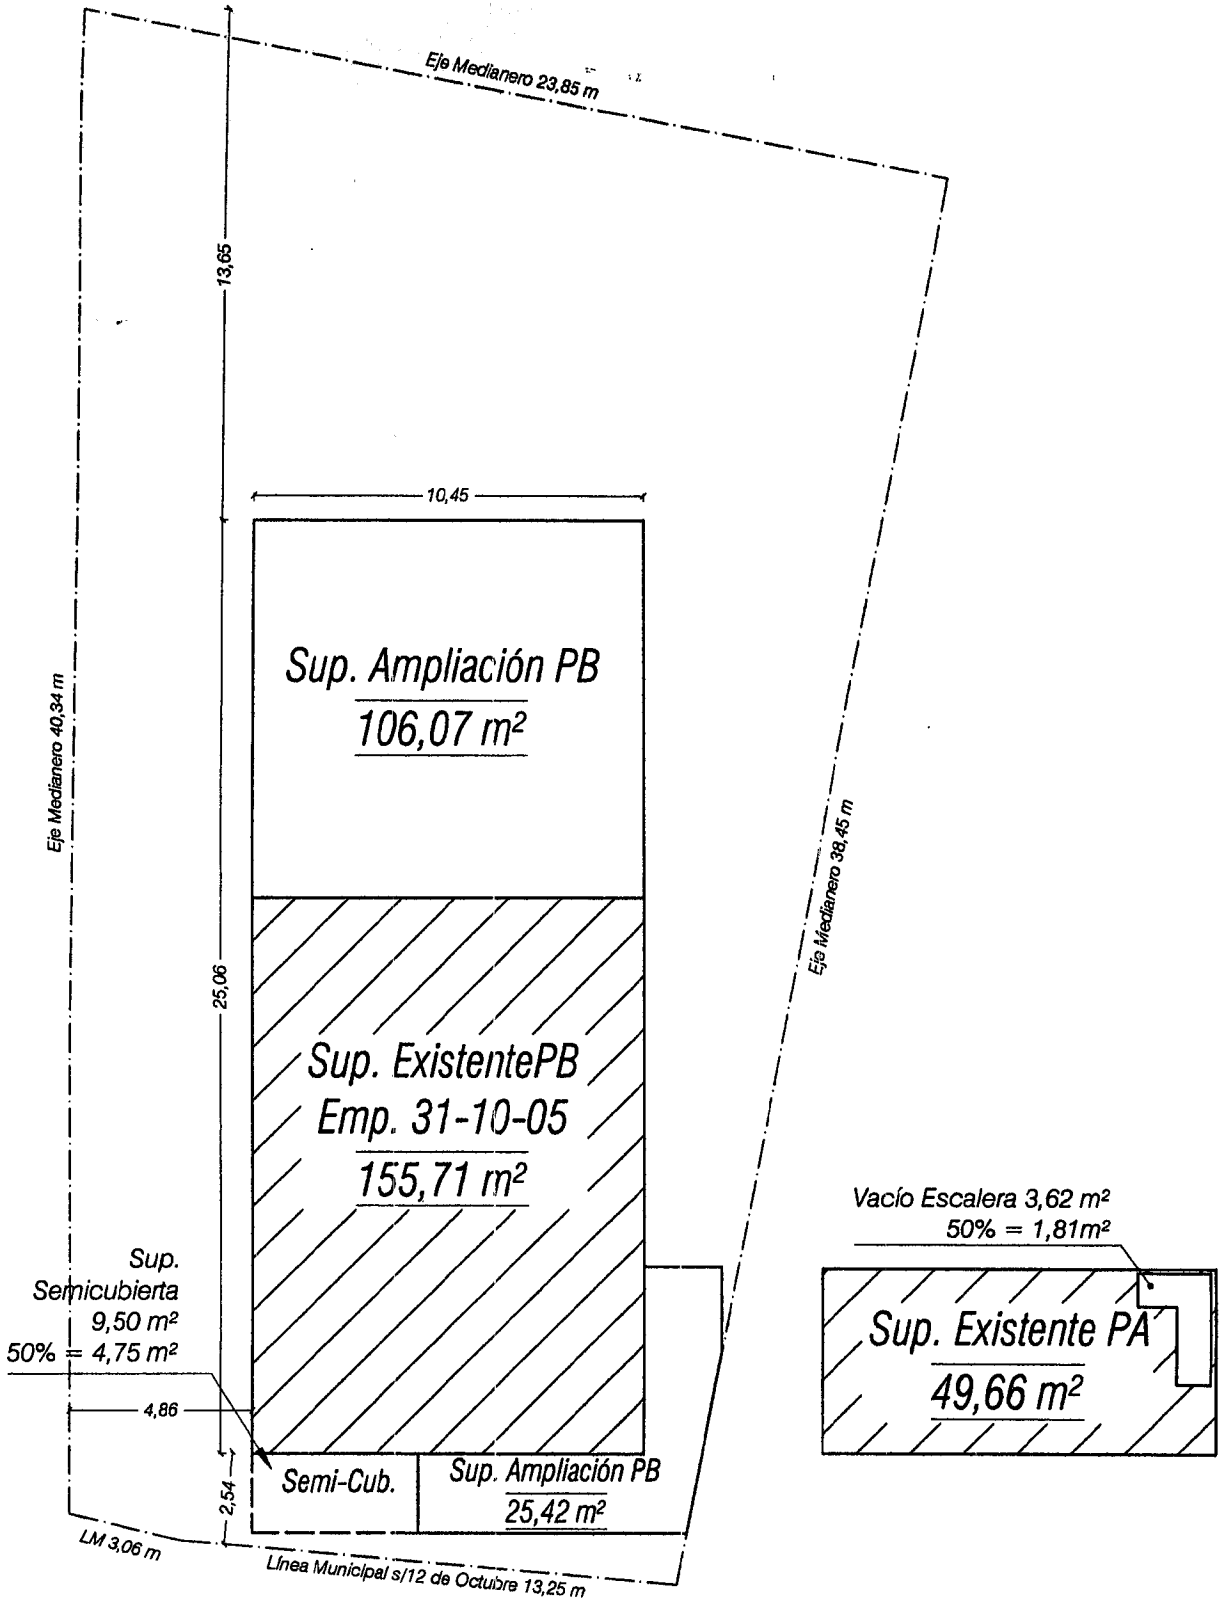 Eje Medianero 23,85 m
13,65
10,45
Sup. Ampliación PB
106,07 m²
Eje Medianero 40,34 m
Eje Medianero 38,45 m
25,06
Sup. ExistentePB
Emp. 31-10-05
155,71 m²
Vacío Escalera 3,62 m²
50% = 1,81m²
Sup.
Semicubierta
9,50 m²
50% = 4,75 m²
Sup. Existente PA
49,66 m²
4,86
2,54
Semi-Cub.
Sup. Ampliación PB
25,42 m²
LM 3,06 m
Línea Municipal s/12 de Octubre 13,25 m